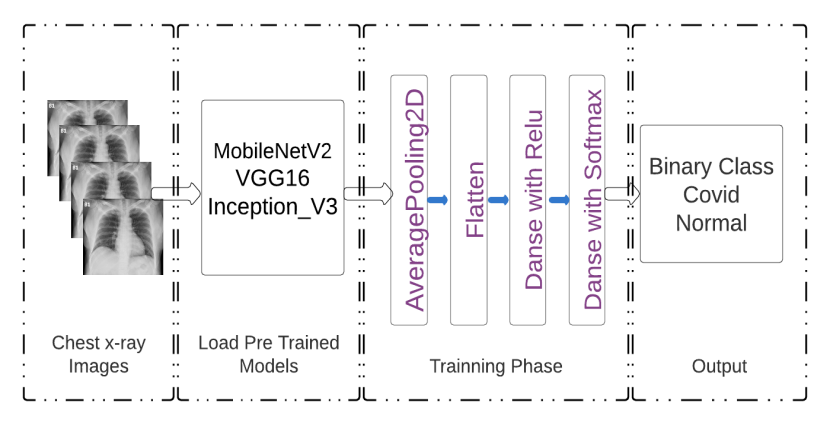 MobileNetV2
VGG16
Inception_V3
AveragePooling2D
Flatten
Danse with Relu
Danse with Softmax
Binary Class
Covid
Normal
Chest x-ray
Images
Load Pre Trained
Models
Trainning Phase
Output